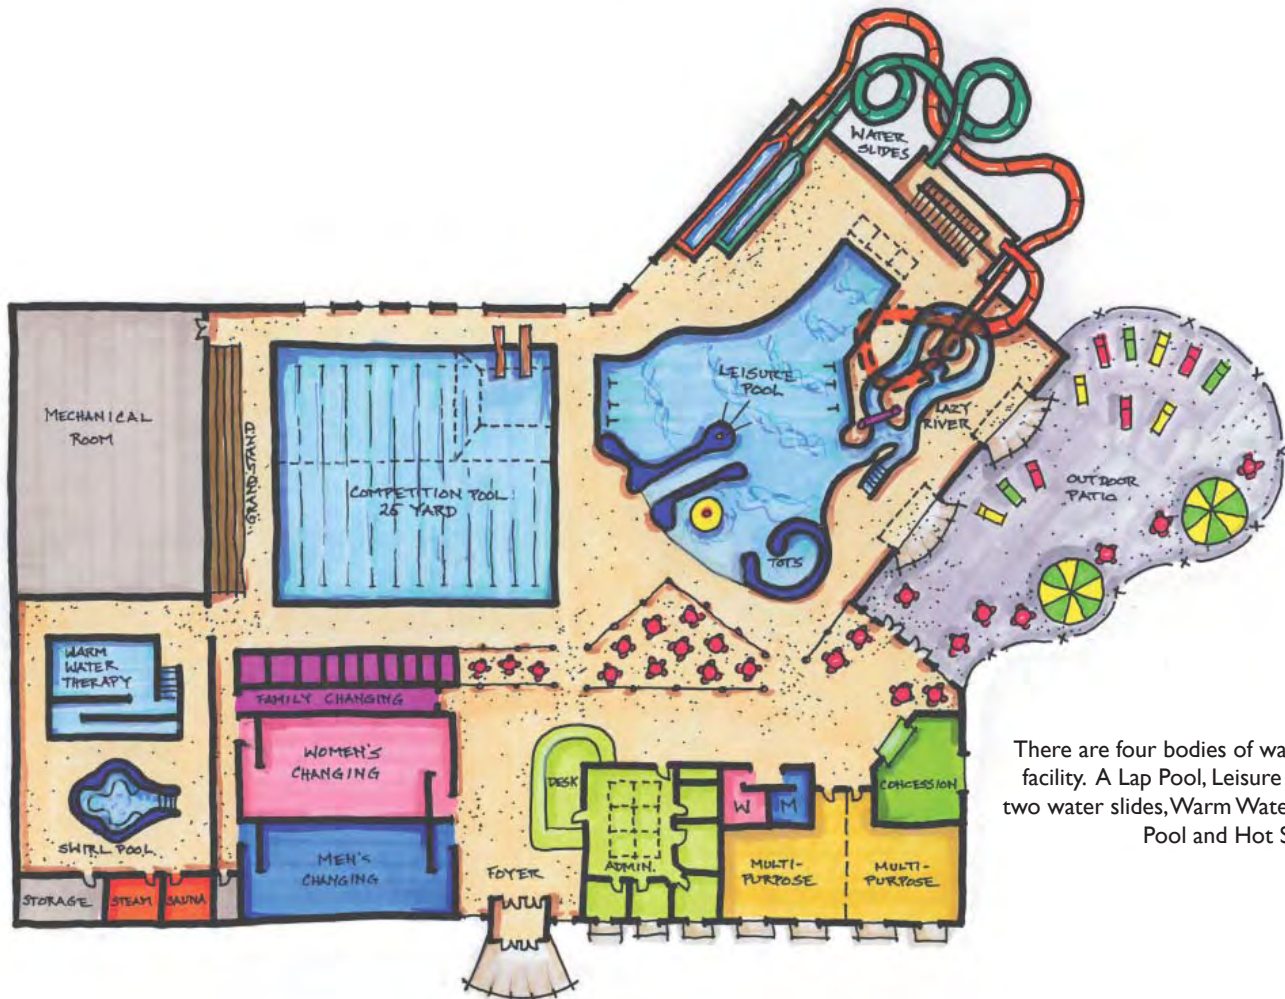 WATER
SLIDES
MECHANICAL
ROOM
GRANDSTAND
COMPETITION POOL
25 YARD
LEISURE
POOL
LAZY
RIVER
OUTDOOR
PATIO
TOTS
WARM
WATER
THERAPY
FAMILY CHANGING
WOMEN'S
CHANGING
SWIRL POOL
MEN'S
CHANGING
STORAGE
STEAM
SAUNA
FOYER
DESK
ADMIN.
W
M
CONCESSION
MULTI-
PURPOSE
MULTI-
PURPOSE
There are four bodies of wa
facility. A Lap Pool, Leisure
two water slides, Warm Wate
Pool and Hot S